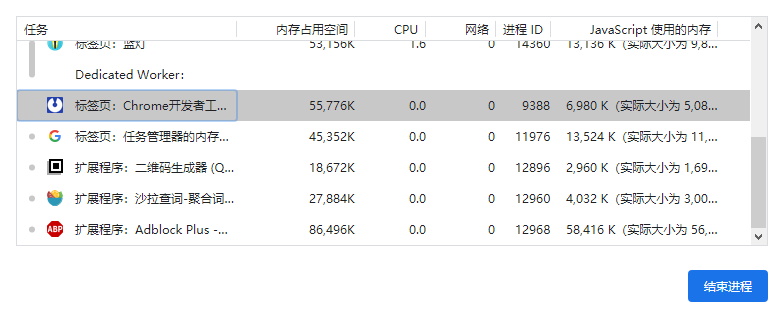 任务 内存占用空间 CPU 网络 进程 ID JavaScript 使用的内存
标签页：蓝灯 53,156K 1.6 0 14360 13,136 K（实际大小为 9,8...
Dedicated Worker:
标签页：Chrome开发者工... 55,776K 0.0 0 9388 6,980 K（实际大小为 5,08...
标签页：任务管理器的内存... 45,352K 0.0 0 11976 13,524 K（实际大小为 11,...
扩展程序：二维码生成器 (Q... 18,672K 0.0 0 12896 2,960 K（实际大小为 1,69...
扩展程序：沙拉查词-聚合词... 27,884K 0.0 0 12960 4,032 K（实际大小为 3,00...
ABP 扩展程序：Adblock Plus -... 86,496K 0.0 0 12968 58,416 K（实际大小为 56,...
结束进程